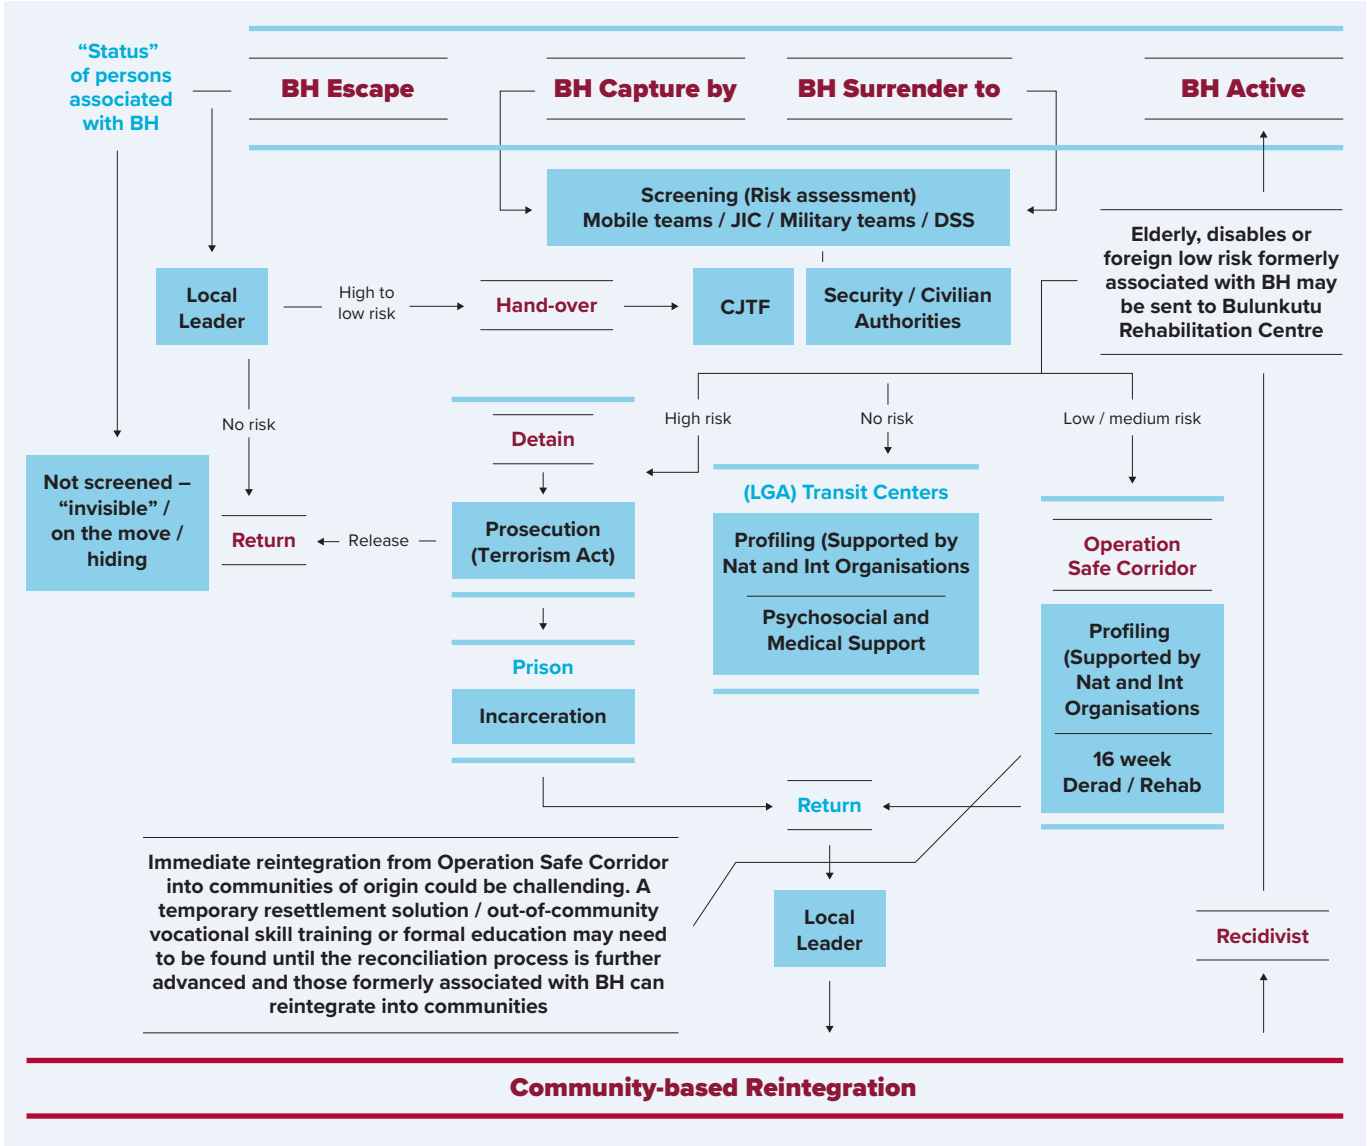 “Status”
of persons
associated
with BH
BH Escape
BH Capture by
BH Surrender to
BH Active
Screening (Risk assessment)
Mobile teams / JIC / Military teams / DSS
Elderly, disables or
foreign low risk formerly
associated with BH may
be sent to Bulunkutu
Rehabilitation Centre
Local
Leader
High to
low risk
Hand-over
CJTF
Security / Civilian
Authorities
No risk
High risk
No risk
Low / medium risk
Detain
Not screened –
“invisible” /
on the move /
hiding
Return
Release
Prosecution
(Terrorism Act)
(LGA) Transit Centers
Profiling (Supported by
Nat and Int Organisations
Psychosocial and
Medical Support
Operation
Safe Corridor
Profiling
(Supported by
Nat and Int
Organisations
16 week
Derad / Rehab
Prison
Incarceration
Return
Immediate reintegration from Operation Safe Corridor
into communities of origin could be challending. A
temporary resettlement solution / out-of-community
vocational skill training or formal education may need
to be found until the reconciliation process is further
advanced and those formerly associated with BH can
reintegrate into communities
Local
Leader
Recidivist
Community-based Reintegration